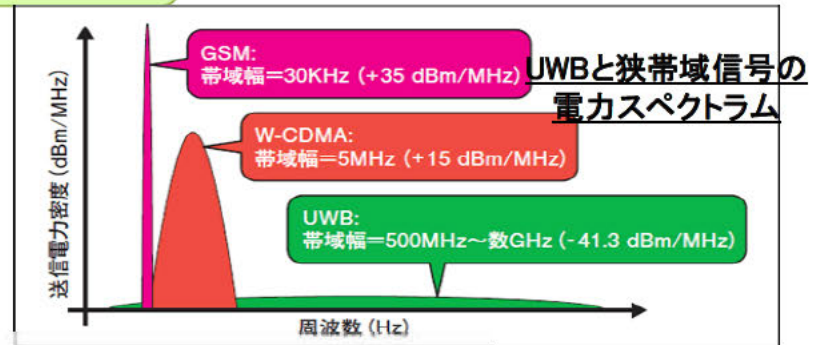 UWBと狭帯域信号の
電力スペクトラム
GSM:
帯域幅=30KHz (+35 dBm/MHz)
W-CDMA:
帯域幅=5MHz (+15 dBm/MHz)
UWB:
帯域幅=500MHz～数GHz (-41.3 dBm/MHz)
送信電力密度 (dBm/MHz)
周波数 (Hz)